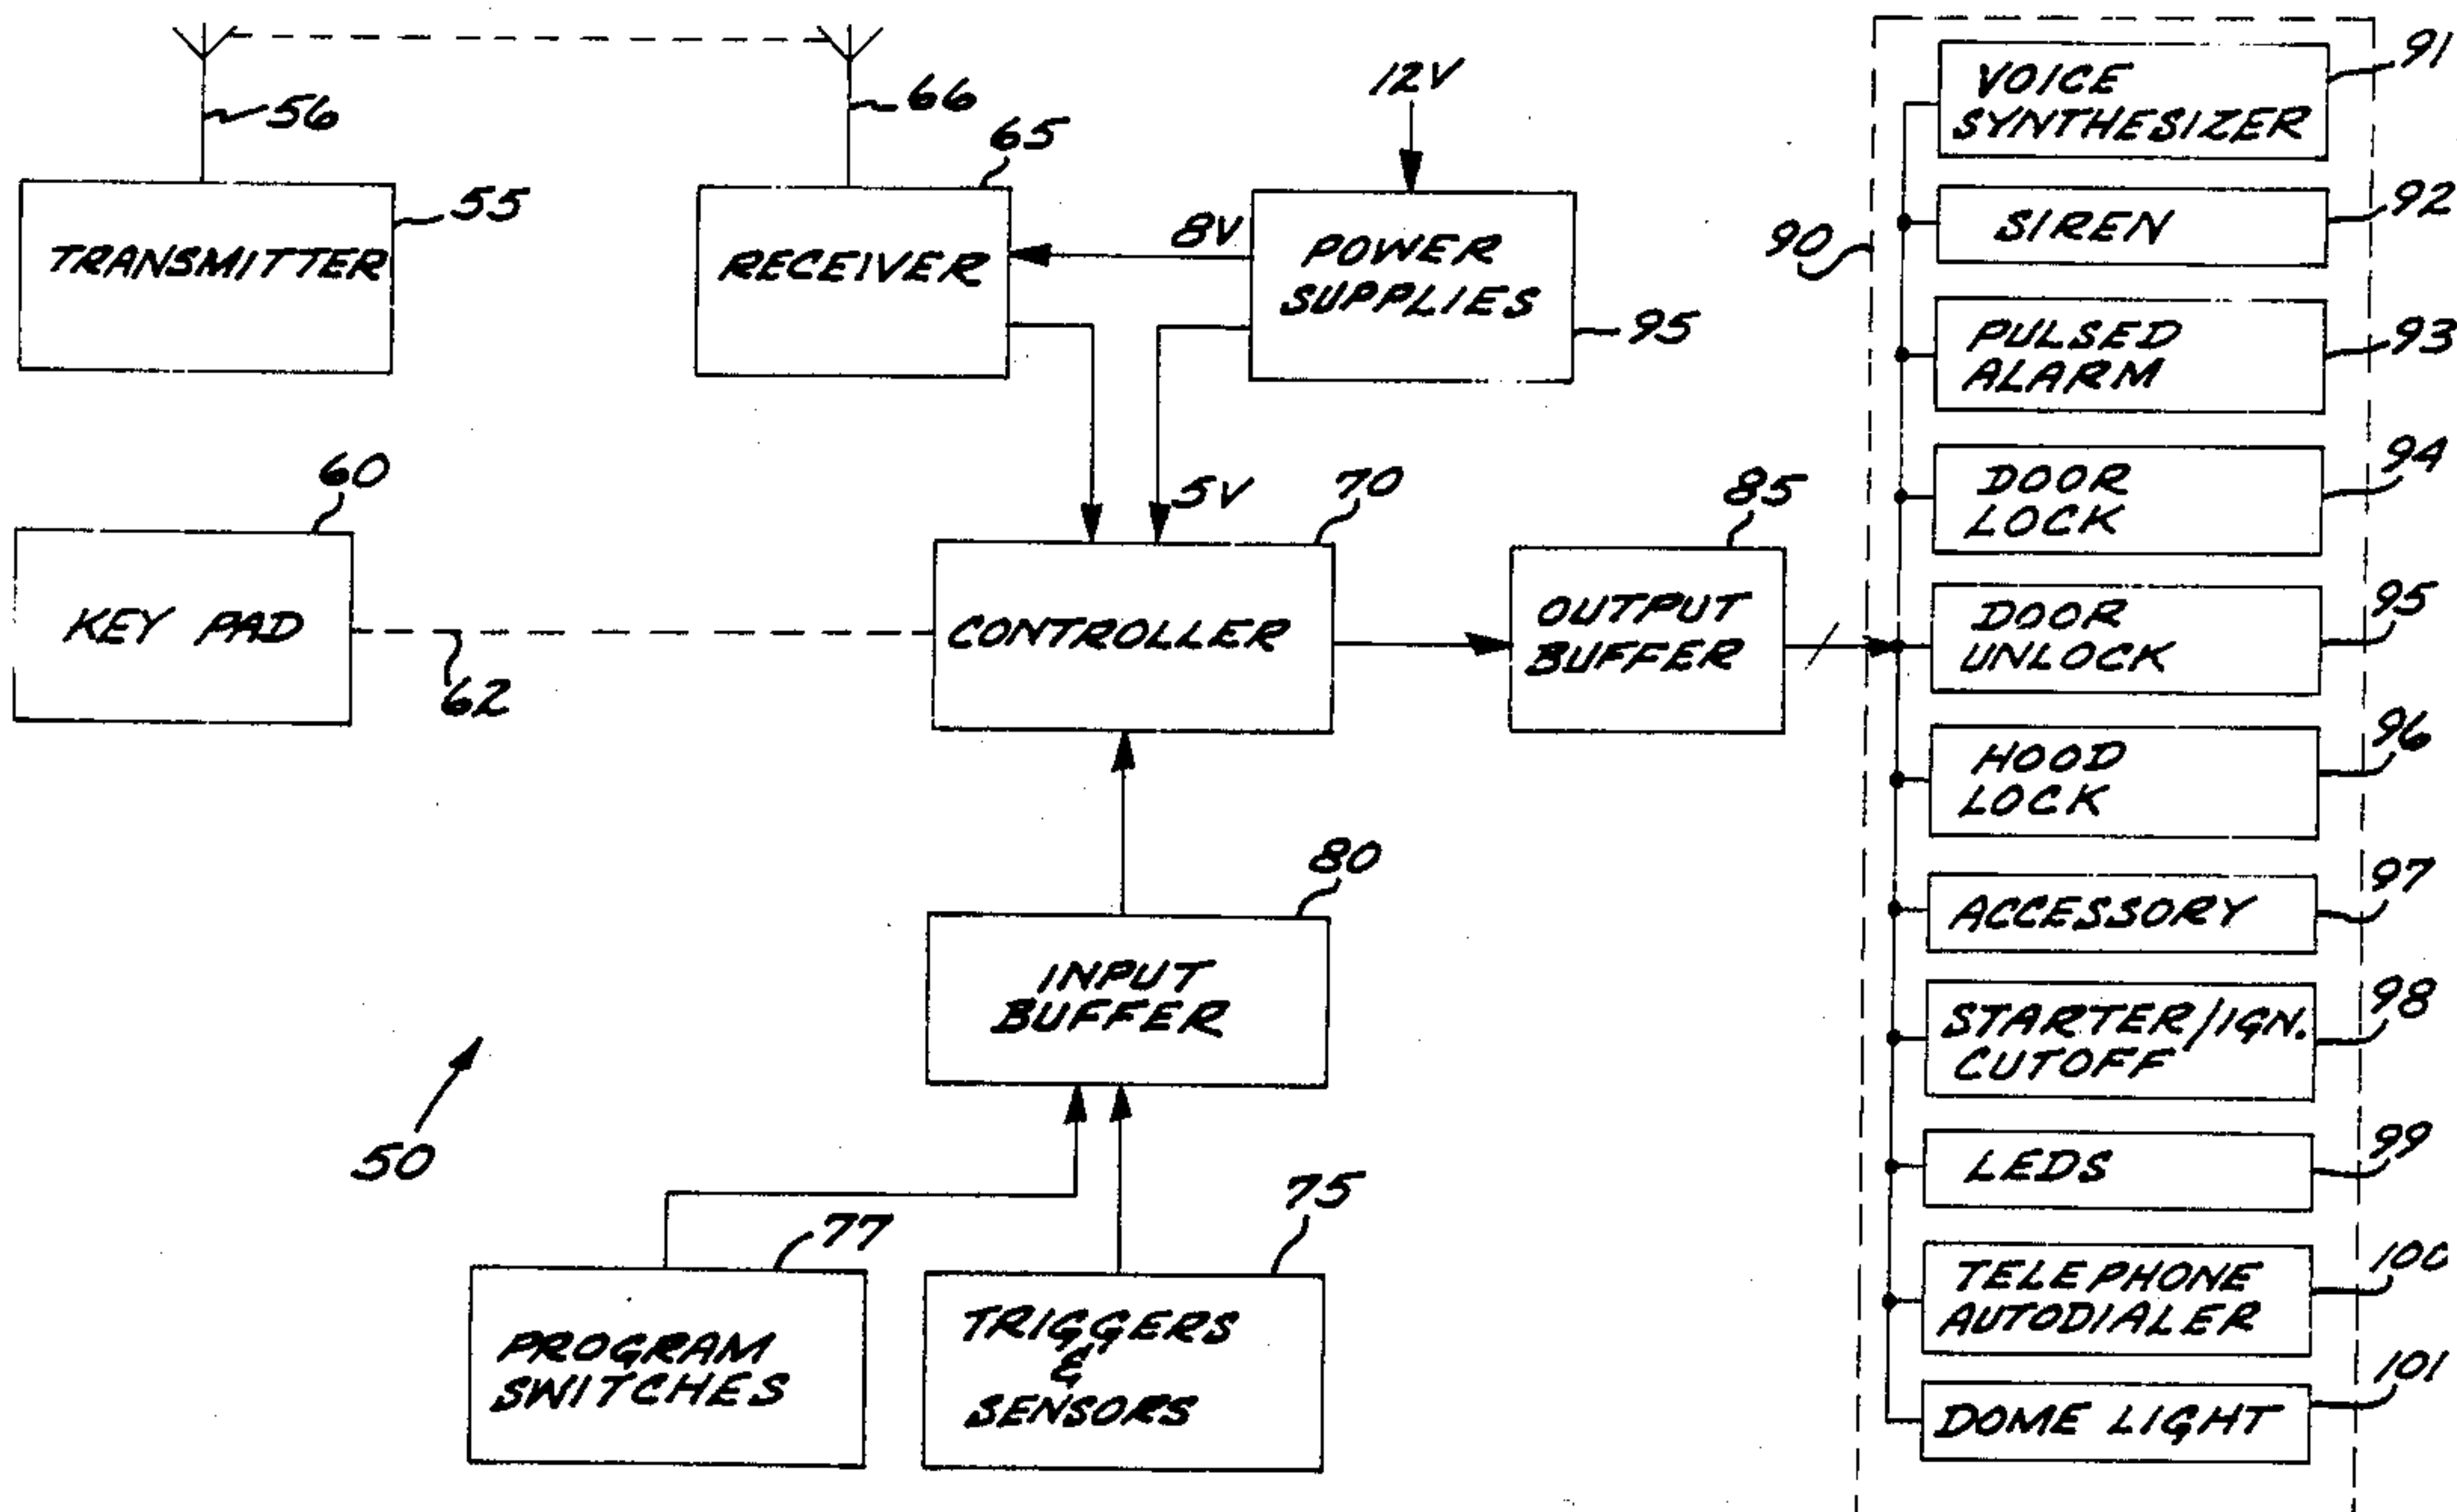 56
TRANSMITTER
55
66
65
RECEIVER
12V
8V
POWER
SUPPLIES
95
5V
60
KEY PAD
62
70
CONTROLLER
85
OUTPUT
BUFFER
80
INPUT
BUFFER
50
77
PROGRAM
SWITCHES
75
TRIGGERS
&
SENSORS
90
VOICE
SYNTHESIZER
91
SIREN
92
PULSED
ALARM
93
DOOR
LOCK
94
DOOR
UNLOCK
95
HOOD
LOCK
96
ACCESSORY
97
STARTER/IGN.
CUTOFF
98
LEDS
99
TELEPHONE
AUTODIALER
100
DOME LIGHT
101